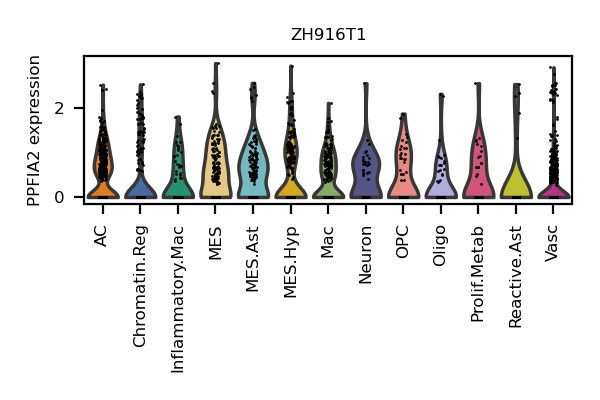 ZH916T1
PPFIA2 expression
2
0
AC
Chromatin.Reg
Inflammatory.Mac
MES
MES.Ast
MES.Hyp
Mac
Neuron
OPC
Oligo
Prolif.Metab
Reactive.Ast
Vasc